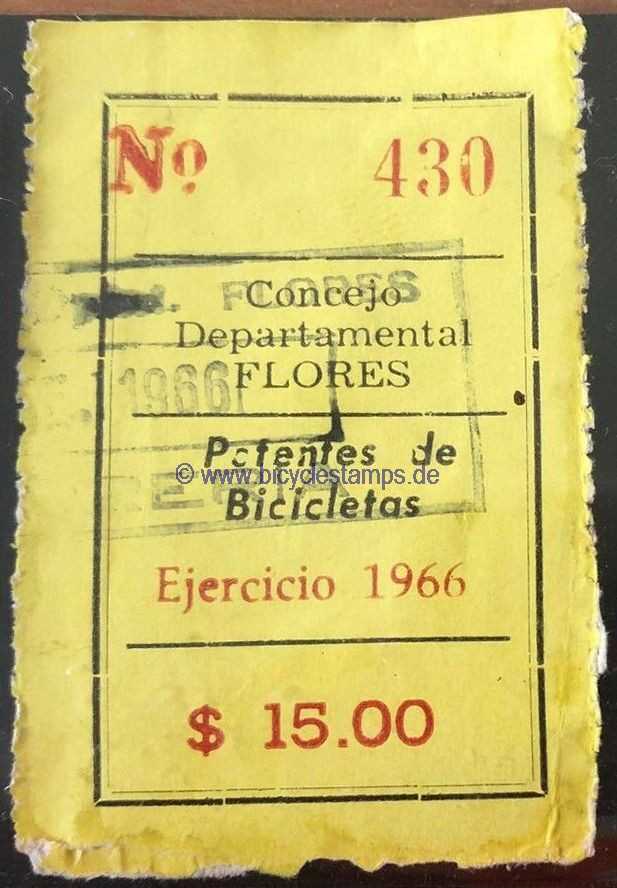 Nº 430
FLORES
Concejo
Departamental
1966
FLORES
Patentes de
© www.bicyclestamps.de
Bicicletas
Ejercicio 1966
$ 15.00